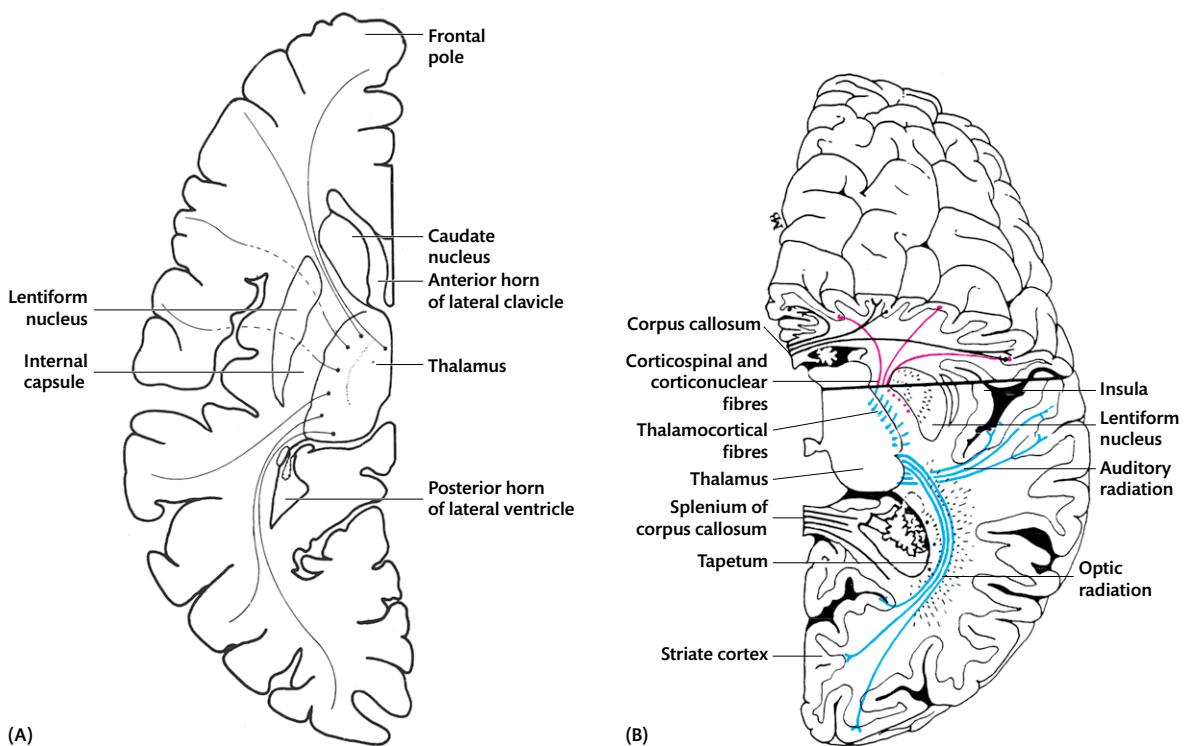 Frontal
pole
Caudate
nucleus
Anterior horn
of lateral clavicle
Lentiform
nucleus
Internal
capsule
Thalamus
Posterior horn
of lateral ventricle
(A)
Corpus callosum
Corticospinal and
corticonuclear
fibres
Thalamocortical
fibres
Thalamus
Splenium of
corpus callosum
Tapetum
Striate cortex
Insula
Lentiform
nucleus
Auditory
radiation
Optic
radiation
(B)